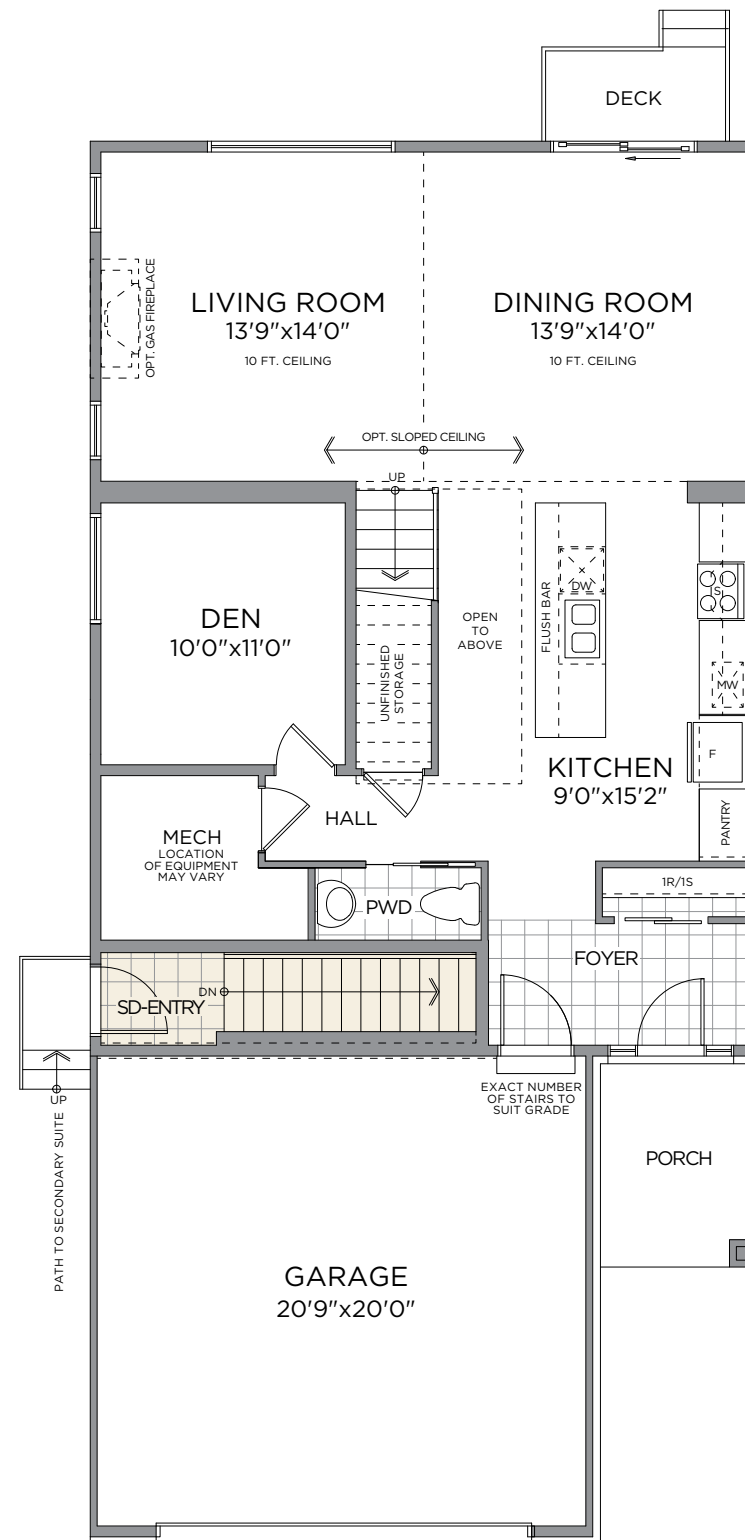 DECK
LIVING ROOM
13'9"x14'0"
10 FT. CEILING
DINING ROOM
13'9"x14'0"
10 FT. CEILING
OPT. GAS FIREPLACE
OPT. SLOPED CEILING
UP
DEN
10'0"x11'0"
UNFINISHED
STORAGE
OPEN
TO
ABOVE
FLUSH BAR
DW
S
MW
F
KITCHEN
9'0"x15'2"
PANTRY
HALL
MECH
LOCATION
OF EQUIPMENT
MAY VARY
PWD
1R/1S
FOYER
DN
SD-ENTRY
UP
PATH TO SECONDARY SUITE
EXACT NUMBER
OF STAIRS TO
SUIT GRADE
PORCH
GARAGE
20'9"x20'0"